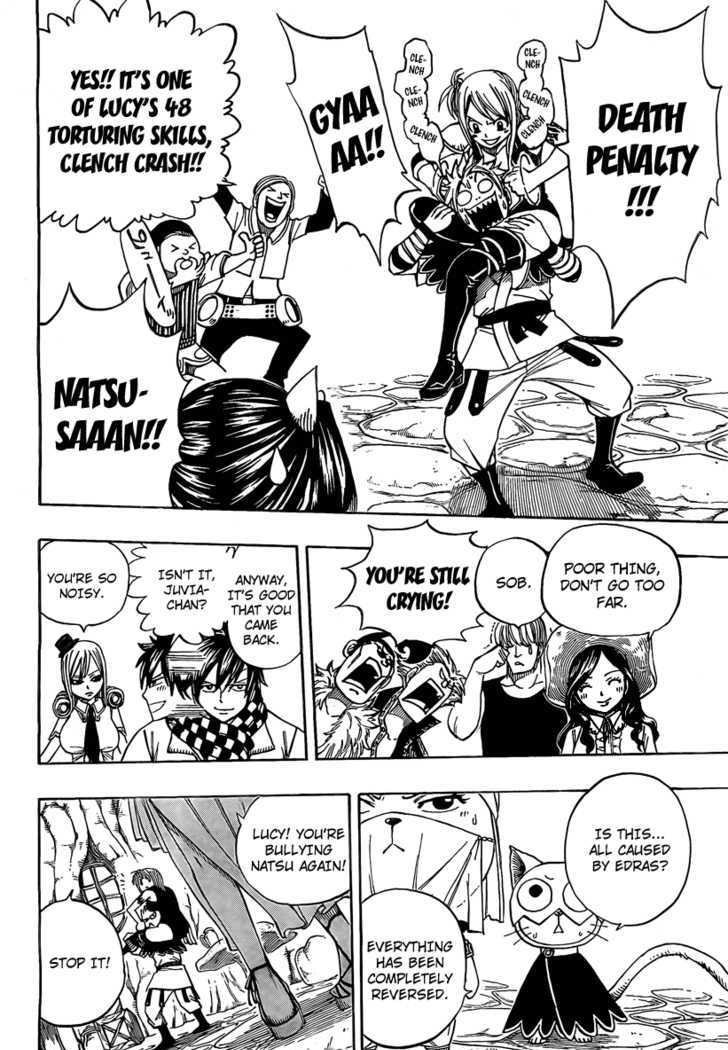 DEATH
PENALTY
!!!
CLE-
NCH
CLE-
NCH
CLENCH
CLE-
NCH
CLENCH
CLENCH
GYAA
AA!!
YES!! IT'S ONE
OF LUCY'S 48
TORTURING SKILLS,
CLENCH CRASH!!
NATSU-
SAAAN!!
POOR THING,
DON'T GO TOO
FAR.
SOB.
YOU'RE STILL
CRYING!
ANYWAY,
IT'S GOOD
THAT YOU
CAME
BACK.
ISN'T IT,
JUVIA-
CHAN?
YOU'RE SO
NOISY.
IS THIS...
ALL CAUSED
BY EDRAS?
EVERYTHING
HAS BEEN
COMPLETELY
REVERSED.
LUCY! YOU'RE
BULLYING
NATSU AGAIN!
STOP IT!